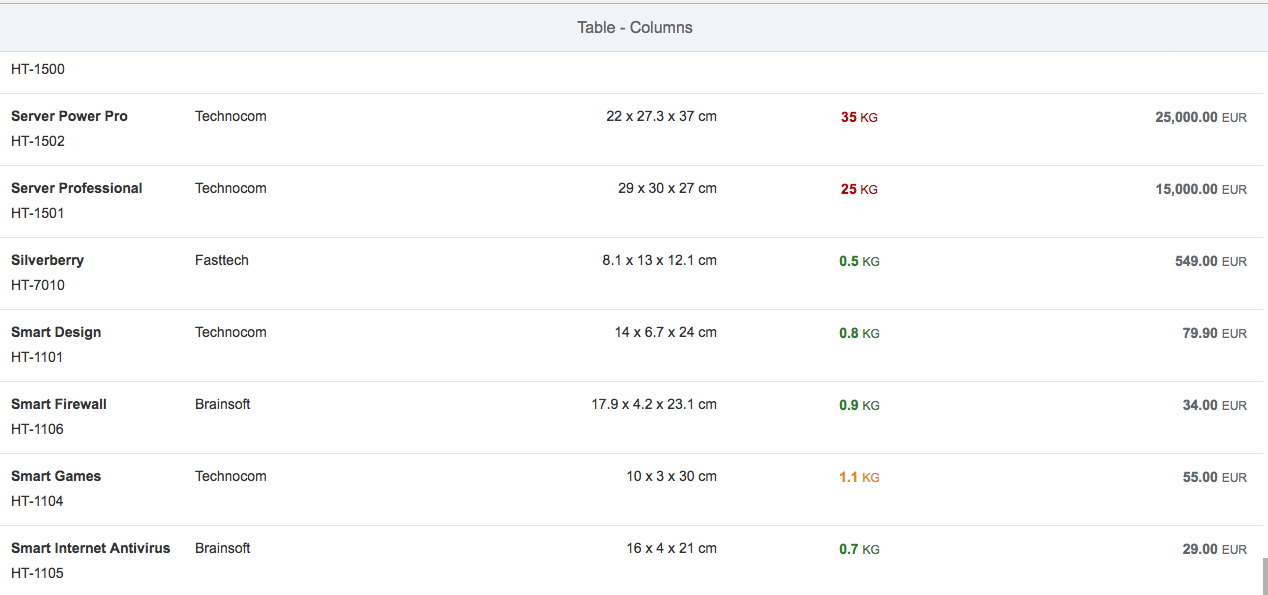 Table - Columns
HT-1500
Server Power Pro Technocom 22 x 27.3 x 37 cm 35 KG 25,000.00 EUR
HT-1502
Server Professional Technocom 29 x 30 x 27 cm 25 KG 15,000.00 EUR
HT-1501
Silverberry Fasttech 8.1 x 13 x 12.1 cm 0.5 KG 549.00 EUR
HT-7010
Smart Design Technocom 14 x 6.7 x 24 cm 0.8 KG 79.90 EUR
HT-1101
Smart Firewall Brainsoft 17.9 x 4.2 x 23.1 cm 0.9 KG 34.00 EUR
HT-1106
Smart Games Technocom 10 x 3 x 30 cm 1.1 KG 55.00 EUR
HT-1104
Smart Internet Antivirus Brainsoft 16 x 4 x 21 cm 0.7 KG 29.00 EUR
HT-1105